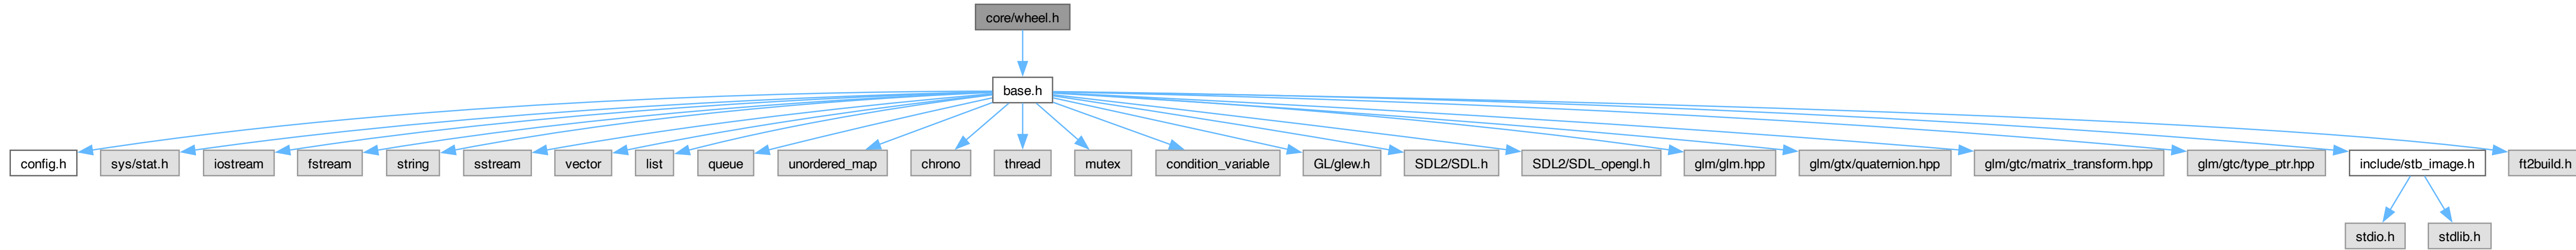 core/wheel.h
base.h
config.h
sys/stat.h
iostream
fstream
string
sstream
vector
list
queue
unordered_map
chrono
thread
mutex
condition_variable
GL/glew.h
SDL2/SDL.h
SDL2/SDL_opengl.h
glm/glm.hpp
glm/gtx/quaternion.hpp
glm/gtc/matrix_transform.hpp
glm/gtc/type_ptr.hpp
include/stb_image.h
ft2build.h
stdio.h
stdlib.h